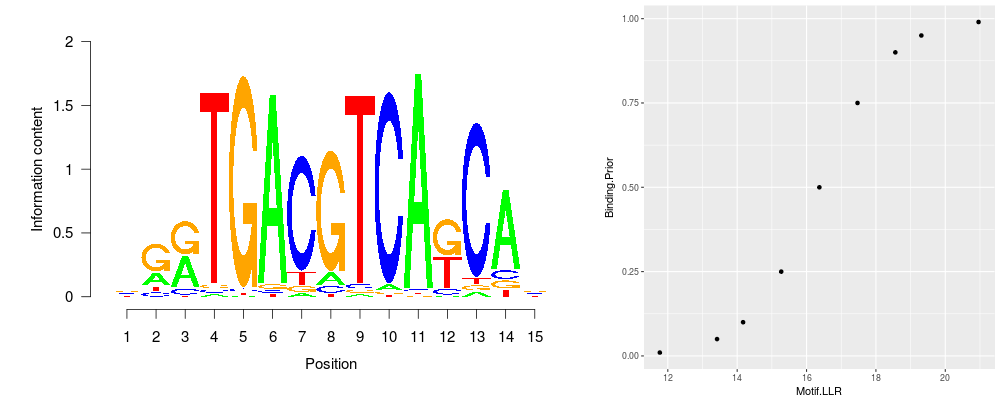 Information content
2
1.5
1
0.5
0
TGACGTCAGCA
GGATATA
1 2 3 4 5 6 7 8 9 10 11 12 13 14 15
Position
Binding.Prior
1.00
0.75
0.50
0.25
0.00
12 14 16 18 20
Motif.LLR